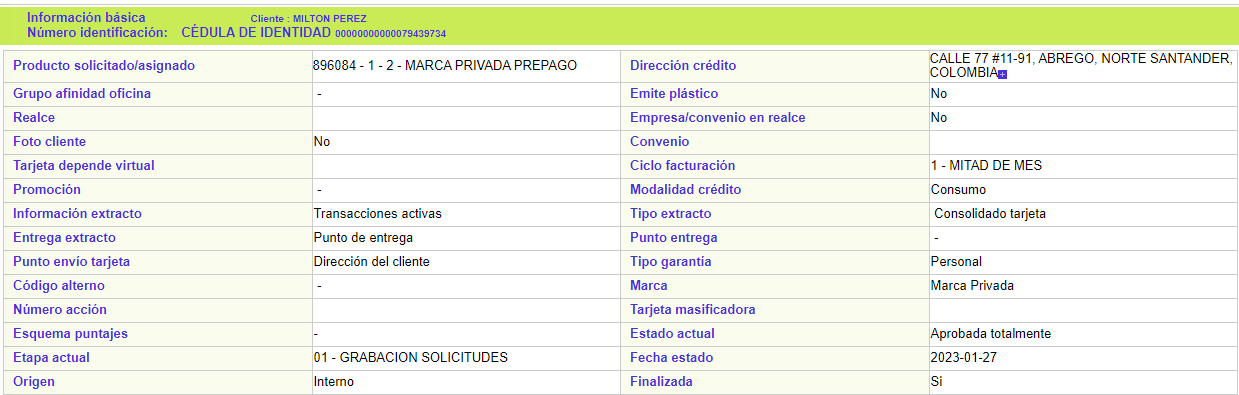 Información básica Cliente : MILTON PEREZ
Número identificación: CÉDULA DE IDENTIDAD 00000000000079439734
Producto solicitado/asignado 896084 - 1 - 2 - MARCA PRIVADA PREPAGO Dirección crédito CALLE 77 #11-91, ABREGO, NORTE SANTANDER,
COLOMBIA
Grupo afinidad oficina - Emite plástico No
Realce Empresa/convenio en realce No
Foto cliente No Convenio
Tarjeta depende virtual Ciclo facturación 1 - MITAD DE MES
Promoción - Modalidad crédito Consumo
Información extracto Transacciones activas Tipo extracto Consolidado tarjeta
Entrega extracto Punto de entrega Punto entrega -
Punto envío tarjeta Dirección del cliente Tipo garantía Personal
Código alterno - Marca Marca Privada
Número acción Tarjeta masificadora
Esquema puntajes - Estado actual Aprobada totalmente
Etapa actual 01 - GRABACION SOLICITUDES Fecha estado 2023-01-27
Origen Interno Finalizada Si